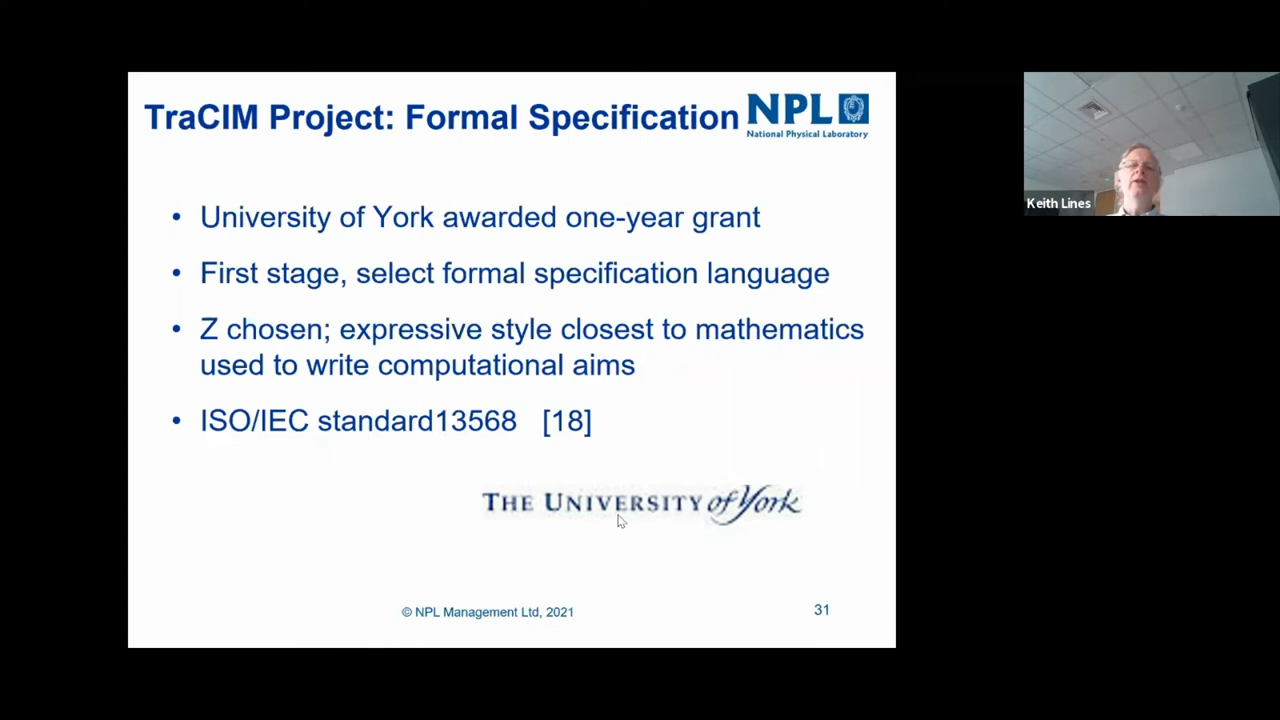 TraCIM Project: Formal Specification
NPL
National Physical Laboratory
• University of York awarded one-year grant
• First stage, select formal specification language
• Z chosen; expressive style closest to mathematics
used to write computational aims
• ISO/IEC standard13568 [18]
THE UNIVERSITY of York
© NPL Management Ltd, 2021
31
Keith Lines